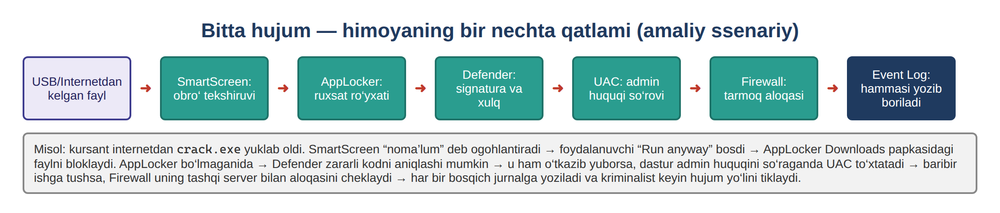 Bitta hujum — himoyaning bir nechta qatlami (amaliy ssenariy)
USB/Internetdan
kelgan fayl
➜
SmartScreen:
obro‘ tekshiruvi
➜
AppLocker:
ruxsat ro‘yxati
➜
Defender:
signatura va
xulq
➜
UAC: admin
huquqi so‘rovi
➜
Firewall:
tarmoq aloqasi
➜
Event Log:
hammasi yozib
boriladi
Misol: kursant internetdan crack.exe yuklab oldi. SmartScreen “noma’lum” deb ogohlantiradi → foydalanuvchi “Run anyway” bosdi → AppLocker Downloads papkasidagi
faylni bloklaydi. AppLocker bo‘lmaganida → Defender zararli kodni aniqlashi mumkin → u ham o‘tkazib yuborsa, dastur admin huquqini so‘raganda UAC to‘xtatadi → baribir
ishga tushsa, Firewall uning tashqi server bilan aloqasini cheklaydi → har bir bosqich jurnalga yoziladi va kriminalist keyin hujum yo‘lini tiklaydi.